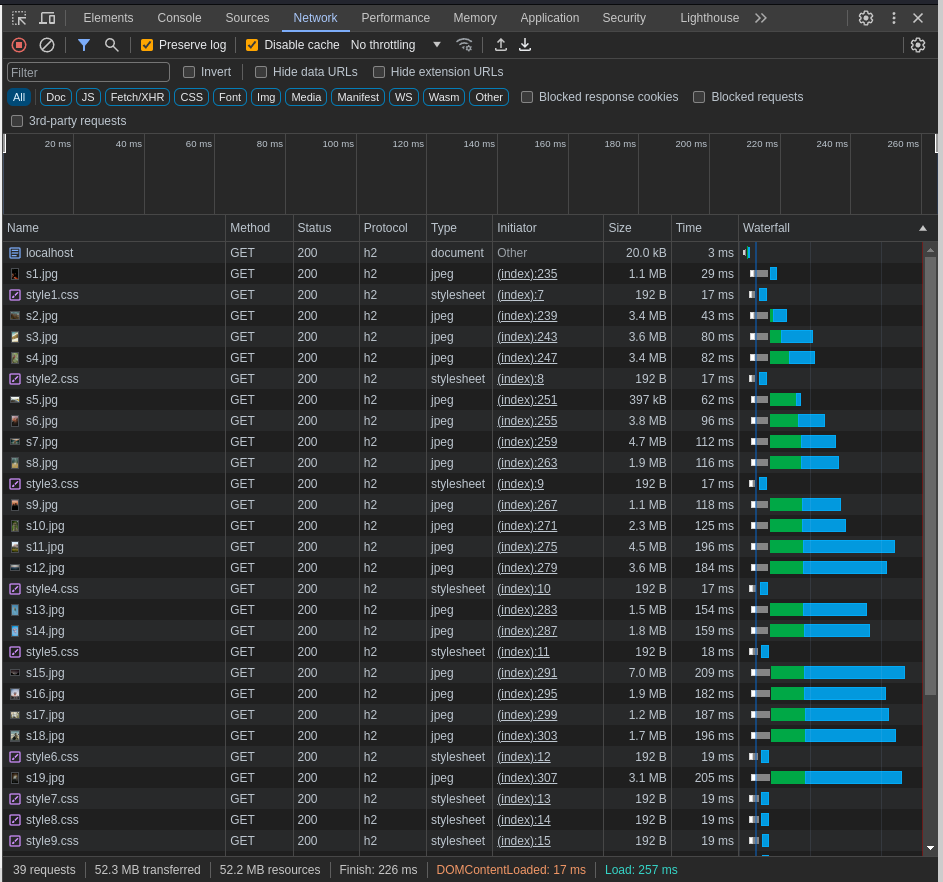 Elements Console Sources Network Performance Memory Application Security Lighthouse
Preserve log Disable cache No throttling
Filter Invert Hide data URLs Hide extension URLs
All Doc JS Fetch/XHR CSS Font Img Media Manifest WS Wasm Other Blocked response cookies Blocked requests
3rd-party requests
20 ms 40 ms 60 ms 80 ms 100 ms 120 ms 140 ms 160 ms 180 ms 200 ms 220 ms 240 ms 260 ms
Name Method Status Protocol Type Initiator Size Time Waterfall
localhost GET 200 h2 document Other 20.0 kB 3 ms
s1.jpg GET 200 h2 jpeg (index):235 1.1 MB 29 ms
style1.css GET 200 h2 stylesheet (index):7 192 B 17 ms
s2.jpg GET 200 h2 jpeg (index):239 3.4 MB 43 ms
s3.jpg GET 200 h2 jpeg (index):243 3.6 MB 80 ms
s4.jpg GET 200 h2 jpeg (index):247 3.4 MB 82 ms
style2.css GET 200 h2 stylesheet (index):8 192 B 17 ms
s5.jpg GET 200 h2 jpeg (index):251 397 kB 62 ms
s6.jpg GET 200 h2 jpeg (index):255 3.8 MB 96 ms
s7.jpg GET 200 h2 jpeg (index):259 4.7 MB 112 ms
s8.jpg GET 200 h2 jpeg (index):263 1.9 MB 116 ms
style3.css GET 200 h2 stylesheet (index):9 192 B 17 ms
s9.jpg GET 200 h2 jpeg (index):267 1.1 MB 118 ms
s10.jpg GET 200 h2 jpeg (index):271 2.3 MB 125 ms
s11.jpg GET 200 h2 jpeg (index):275 4.5 MB 196 ms
s12.jpg GET 200 h2 jpeg (index):279 3.6 MB 184 ms
style4.css GET 200 h2 stylesheet (index):10 192 B 17 ms
s13.jpg GET 200 h2 jpeg (index):283 1.5 MB 154 ms
s14.jpg GET 200 h2 jpeg (index):287 1.8 MB 159 ms
style5.css GET 200 h2 stylesheet (index):11 192 B 18 ms
s15.jpg GET 200 h2 jpeg (index):291 7.0 MB 209 ms
s16.jpg GET 200 h2 jpeg (index):295 1.9 MB 182 ms
s17.jpg GET 200 h2 jpeg (index):299 1.2 MB 187 ms
s18.jpg GET 200 h2 jpeg (index):303 1.7 MB 196 ms
style6.css GET 200 h2 stylesheet (index):12 192 B 19 ms
s19.jpg GET 200 h2 jpeg (index):307 3.1 MB 205 ms
style7.css GET 200 h2 stylesheet (index):13 192 B 19 ms
style8.css GET 200 h2 stylesheet (index):14 192 B 19 ms
style9.css GET 200 h2 stylesheet (index):15 192 B 19 ms
39 requests 52.3 MB transferred 52.2 MB resources Finish: 226 ms DOMContentLoaded: 17 ms Load: 257 ms